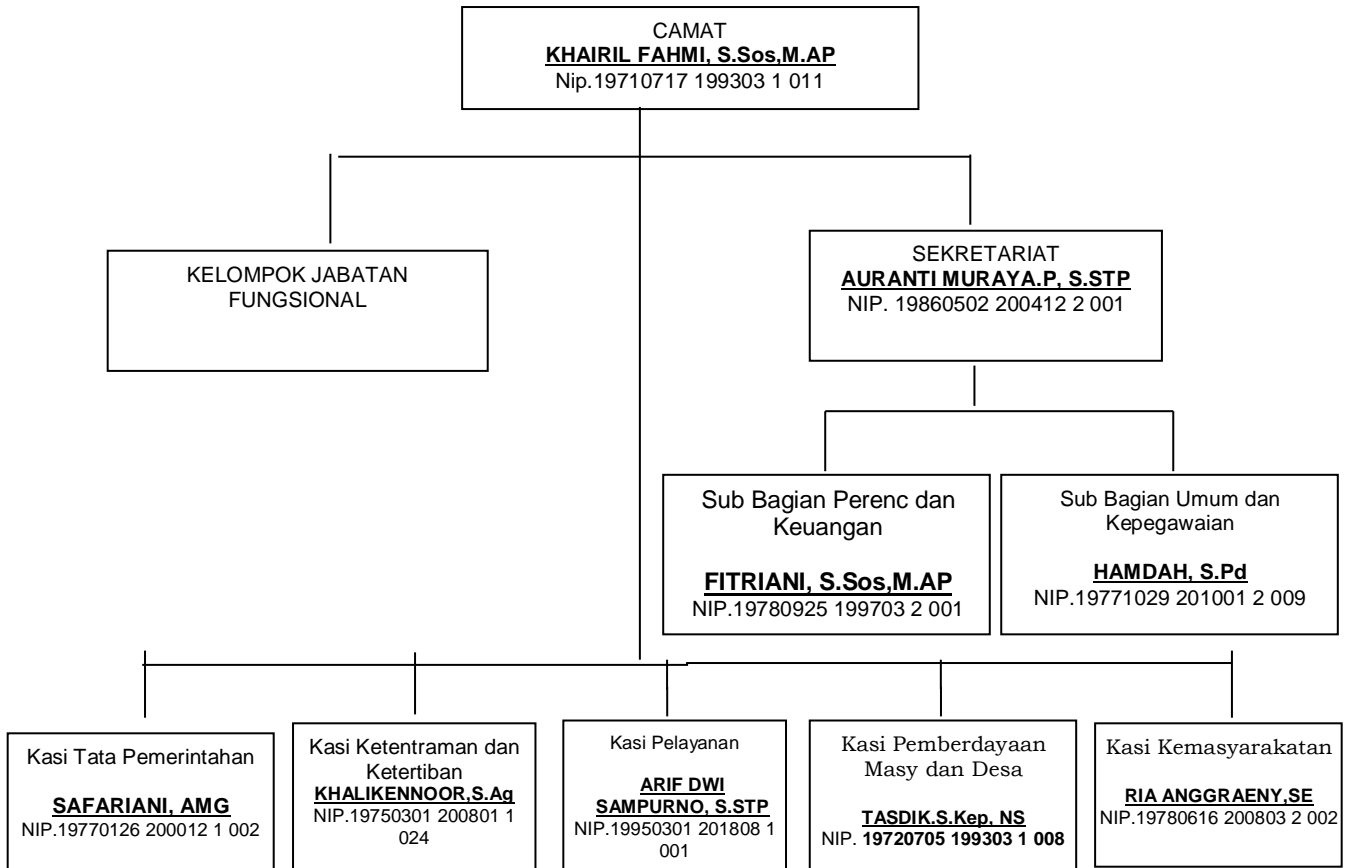 CAMAT
KHAIRIL FAHMI, S.Sos,M.AP
Nip.19710717 199303 1 011
KELOMPOK JABATAN
FUNGSIONAL
SEKRETARIAT
AURANTI MURAYA.P, S.STP
NIP. 19860502 200412 2 001
Sub Bagian Perenc dan
Keuangan
FITRIANI, S.Sos,M.AP
NIP.19780925 199703 2 001
Sub Bagian Umum dan
Kepegawaian
HAMDAH, S.Pd
NIP.19771029 201001 2 009
Kasi Tata Pemerintahan
SAFARIANI, AMG
NIP.19770126 200012 1 002
Kasi Ketentraman dan
Ketertiban
KHALIKENNOOR,S.Ag
NIP.19750301 200801 1
024
Kasi Pelayanan
ARIF DWI
SAMPURNO, S.STP
NIP.19950301 201808 1
001
Kasi Pemberdayaan
Masy dan Desa
TASDIK.S.Kep, NS
NIP. 19720705 199303 1 008
Kasi Kemasyarakatan
RIA ANGGRAENY,SE
NIP.19780616 200803 2 002